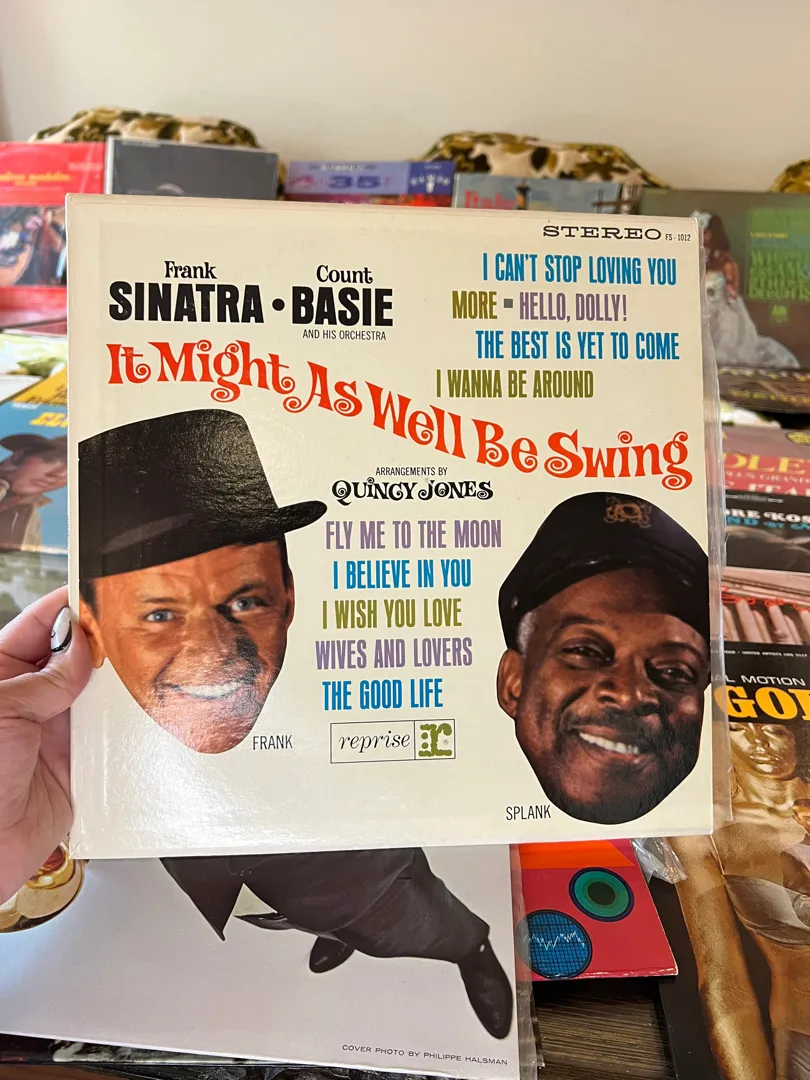 35
STEREO FS-1012
Frank Count
SINATRA • BASIE
AND HIS ORCHESTRA
I CAN'T STOP LOVING YOU
MORE ▪ HELLO, DOLLY!
THE BEST IS YET TO COME
I WANNA BE AROUND
It Might As Well Be Swing
ARRANGEMENTS BY
QUINCY JONES
FLY ME TO THE MOON
I BELIEVE IN YOU
I WISH YOU LOVE
WIVES AND LOVERS
THE GOOD LIFE
reprise r
FRANK
SPLANK
L MOTION
GOL
COVER PHOTO BY PHILIPPE HALSMAN